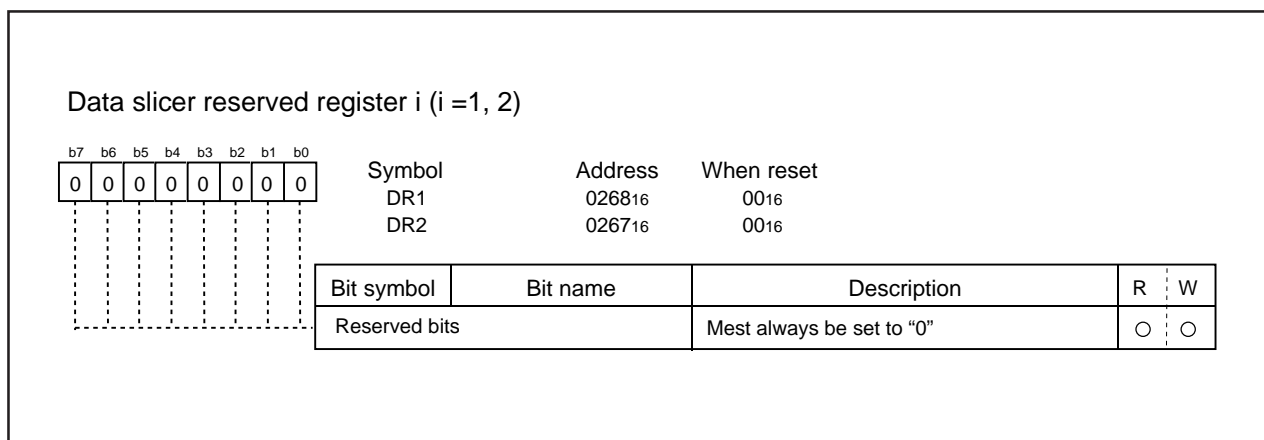 Data slicer reserved register i (i =1, 2)
b7 b6 b5 b4 b3 b2 b1 b0
0 0 0 0 0 0 0 0
Symbol Address When reset
DR1 026816 0016
DR2 026716 0016
Bit symbol Bit name Description R W
Reserved bits Mest always be set to “0” ○ ○